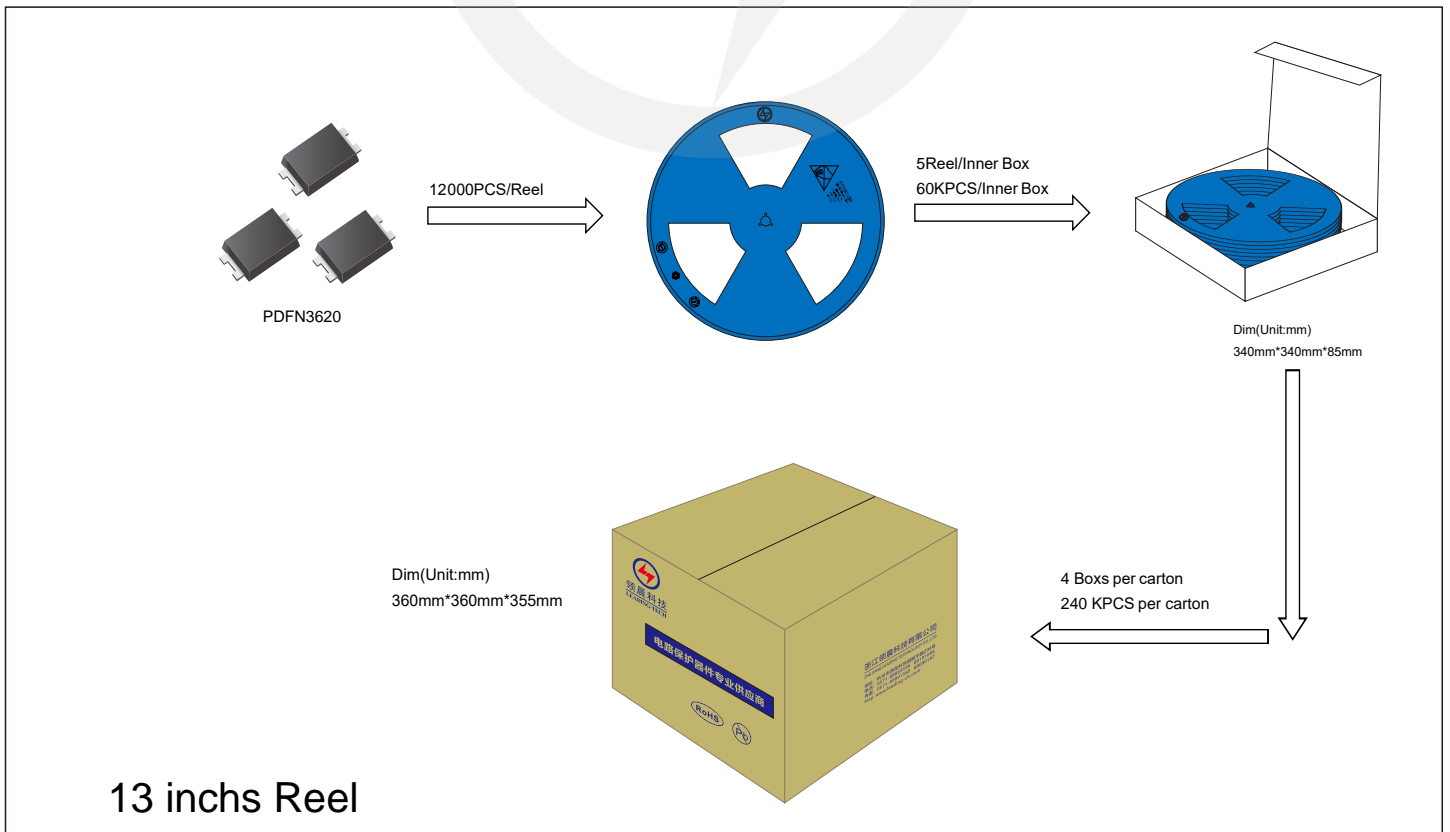 12000PCS/Reel
5Reel/Inner Box
60KPCS/Inner Box
PDFN3620
Dim(Unit:mm)
340mm*340mm*85mm
4 Boxs per carton
240 KPCS per carton
Dim(Unit:mm)
360mm*360mm*355mm
领晨科技
LEADING-TECH
电路保护器件专业供应商
RoHS
Pb
浙江领晨科技有限公司
13 inchs Reel